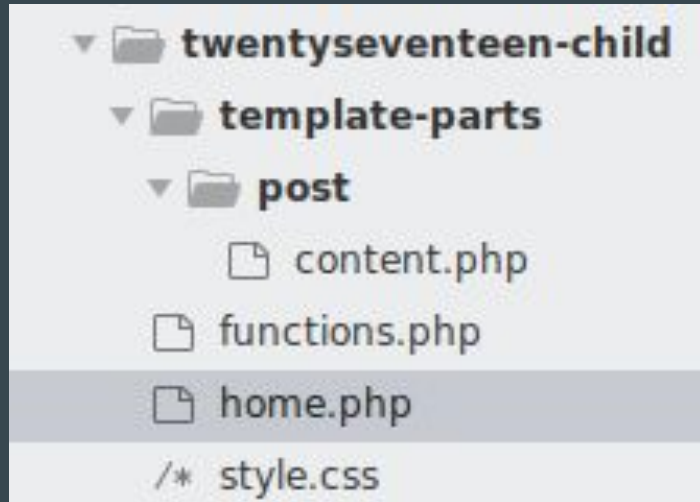 twentyseventeen-child
template-parts
post
content.php
functions.php
home.php
/* style.css